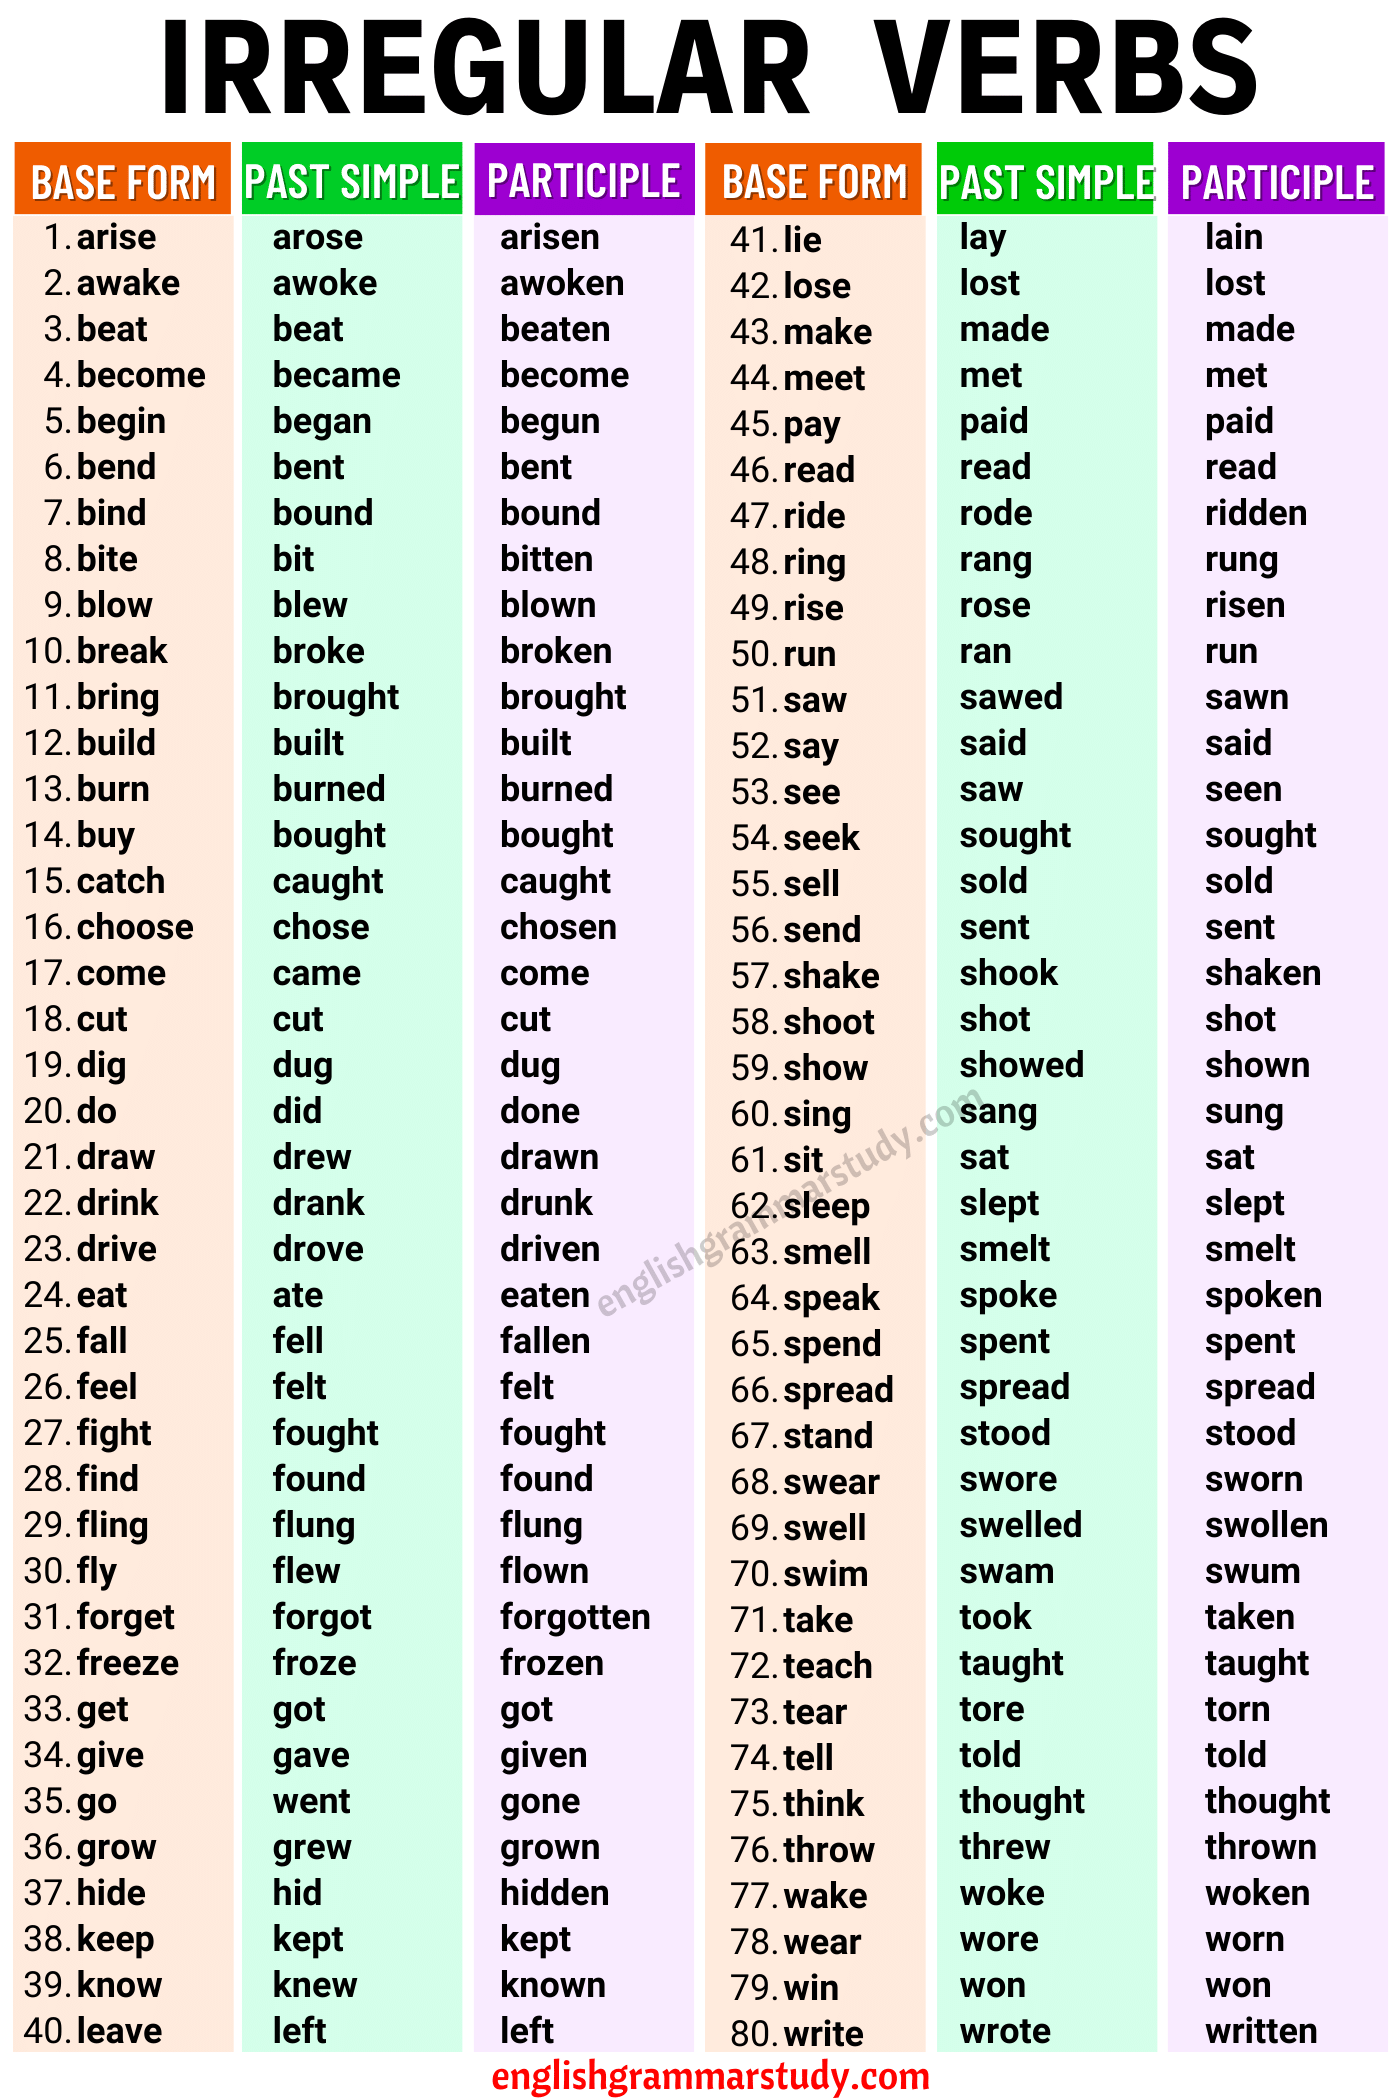 IRREGULAR VERBS
BASE FORM PAST SIMPLE PARTICIPLE BASE FORM PAST SIMPLE PARTICIPLE
1. arise arose arisen 41. lie lay lain
2. awake awoke awoken 42. lose lost lost
3. beat beat beaten 43. make made made
4. become became become 44. meet met met
5. begin began begun 45. pay paid paid
6. bend bent bent 46. read read read
7. bind bound bound 47. ride rode ridden
8. bite bit bitten 48. ring rang rung
9. blow blew blown 49. rise rose risen
10. break broke broken 50. run ran run
11. bring brought brought 51. saw sawed sawn
12. build built built 52. say said said
13. burn burned burned 53. see saw seen
14. buy bought bought 54. seek sought sought
15. catch caught caught 55. sell sold sold
16. choose chose chosen 56. send sent sent
17. come came come 57. shake shook shaken
18. cut cut cut 58. shoot shot shot
19. dig dug dug 59. show showed shown
20. do did done 60. sing sang sung
21. draw drew drawn 61. sit sat sat
22. drink drank drunk 62. sleep slept slept
23. drive drove driven 63. smell smelt smelt
24. eat ate eaten 64. speak spoke spoken
25. fall fell fallen 65. spend spent spent
26. feel felt felt 66. spread spread spread
27. fight fought fought 67. stand stood stood
28. find found found 68. swear swore sworn
29. fling flung flung 69. swell swelled swollen
30. fly flew flown 70. swim swam swum
31. forget forgot forgotten 71. take took taken
32. freeze froze frozen 72. teach taught taught
33. get got got 73. tear tore torn
34. give gave given 74. tell told told
35. go went gone 75. think thought thought
36. grow grew grown 76. throw threw thrown
37. hide hid hidden 77. wake woke woken
38. keep kept kept 78. wear wore worn
39. know knew known 79. win won won
40. leave left left 80. write wrote written
englishgrammarstudy.com
englishgrammarstudy.com